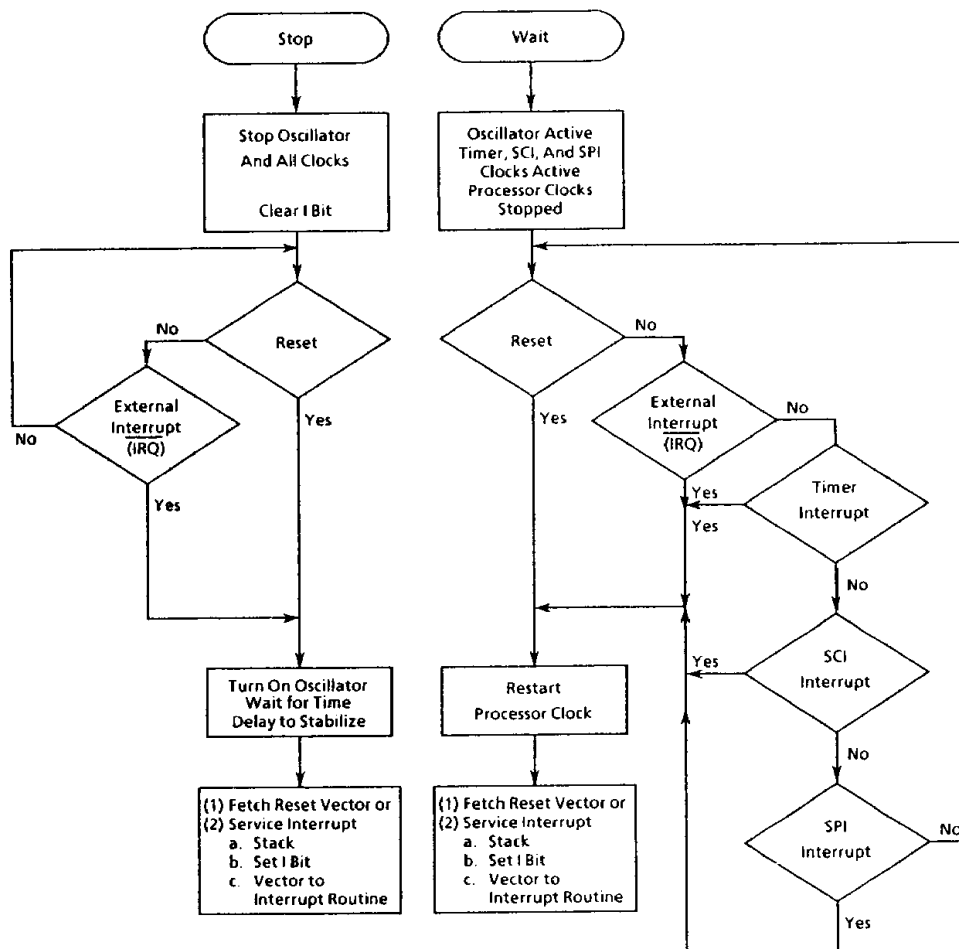 Stop
Stop Oscillator
And All Clocks
Clear I Bit
Reset
No
Yes
External
Interrupt
(IRQ)
No
Yes
Turn On Oscillator
Wait for Time
Delay to Stabilize
(1) Fetch Reset Vector or
(2) Service Interrupt
a. Stack
b. Set I Bit
c. Vector to
Interrupt Routine
Wait
Oscillator Active
Timer, SCI, And SPI
Clocks Active
Processor Clocks
Stopped
Reset
No
Yes
External
Interrupt
(IRQ)
No
Yes
Timer
Interrupt
Yes
No
SCI
Interrupt
Yes
No
SPI
Interrupt
No
Yes
Restart
Processor Clock
(1) Fetch Reset Vector or
(2) Service Interrupt
a. Stack
b. Set I Bit
c. Vector to
Interrupt Routine